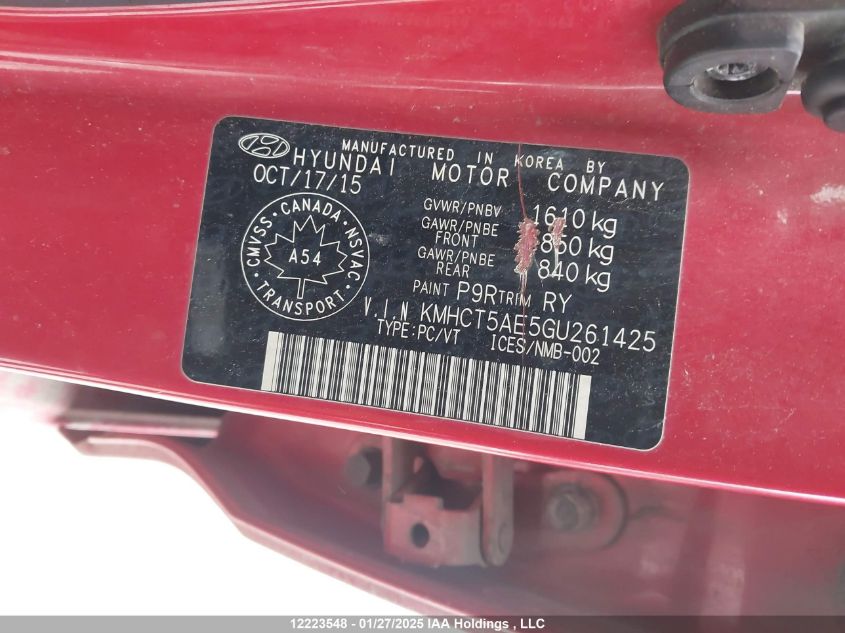 MANUFACTURED IN KOREA BY
HYUNDAI MOTOR COMPANY
OCT/17/15
GVWR/PNBV 1610 kg
GAWR/PNBE FRONT 850 kg
GAWR/PNBE REAR 840 kg
PAINT P9R TRIM RY
CMVSS · CANADA · NSVAC
A54
TRANSPORT
V.I.N KMHCT5AE5GU261425
TYPE:PC/VT ICES/NMB-002
12223548 - 01/27/2025 IAA Holdings , LLC